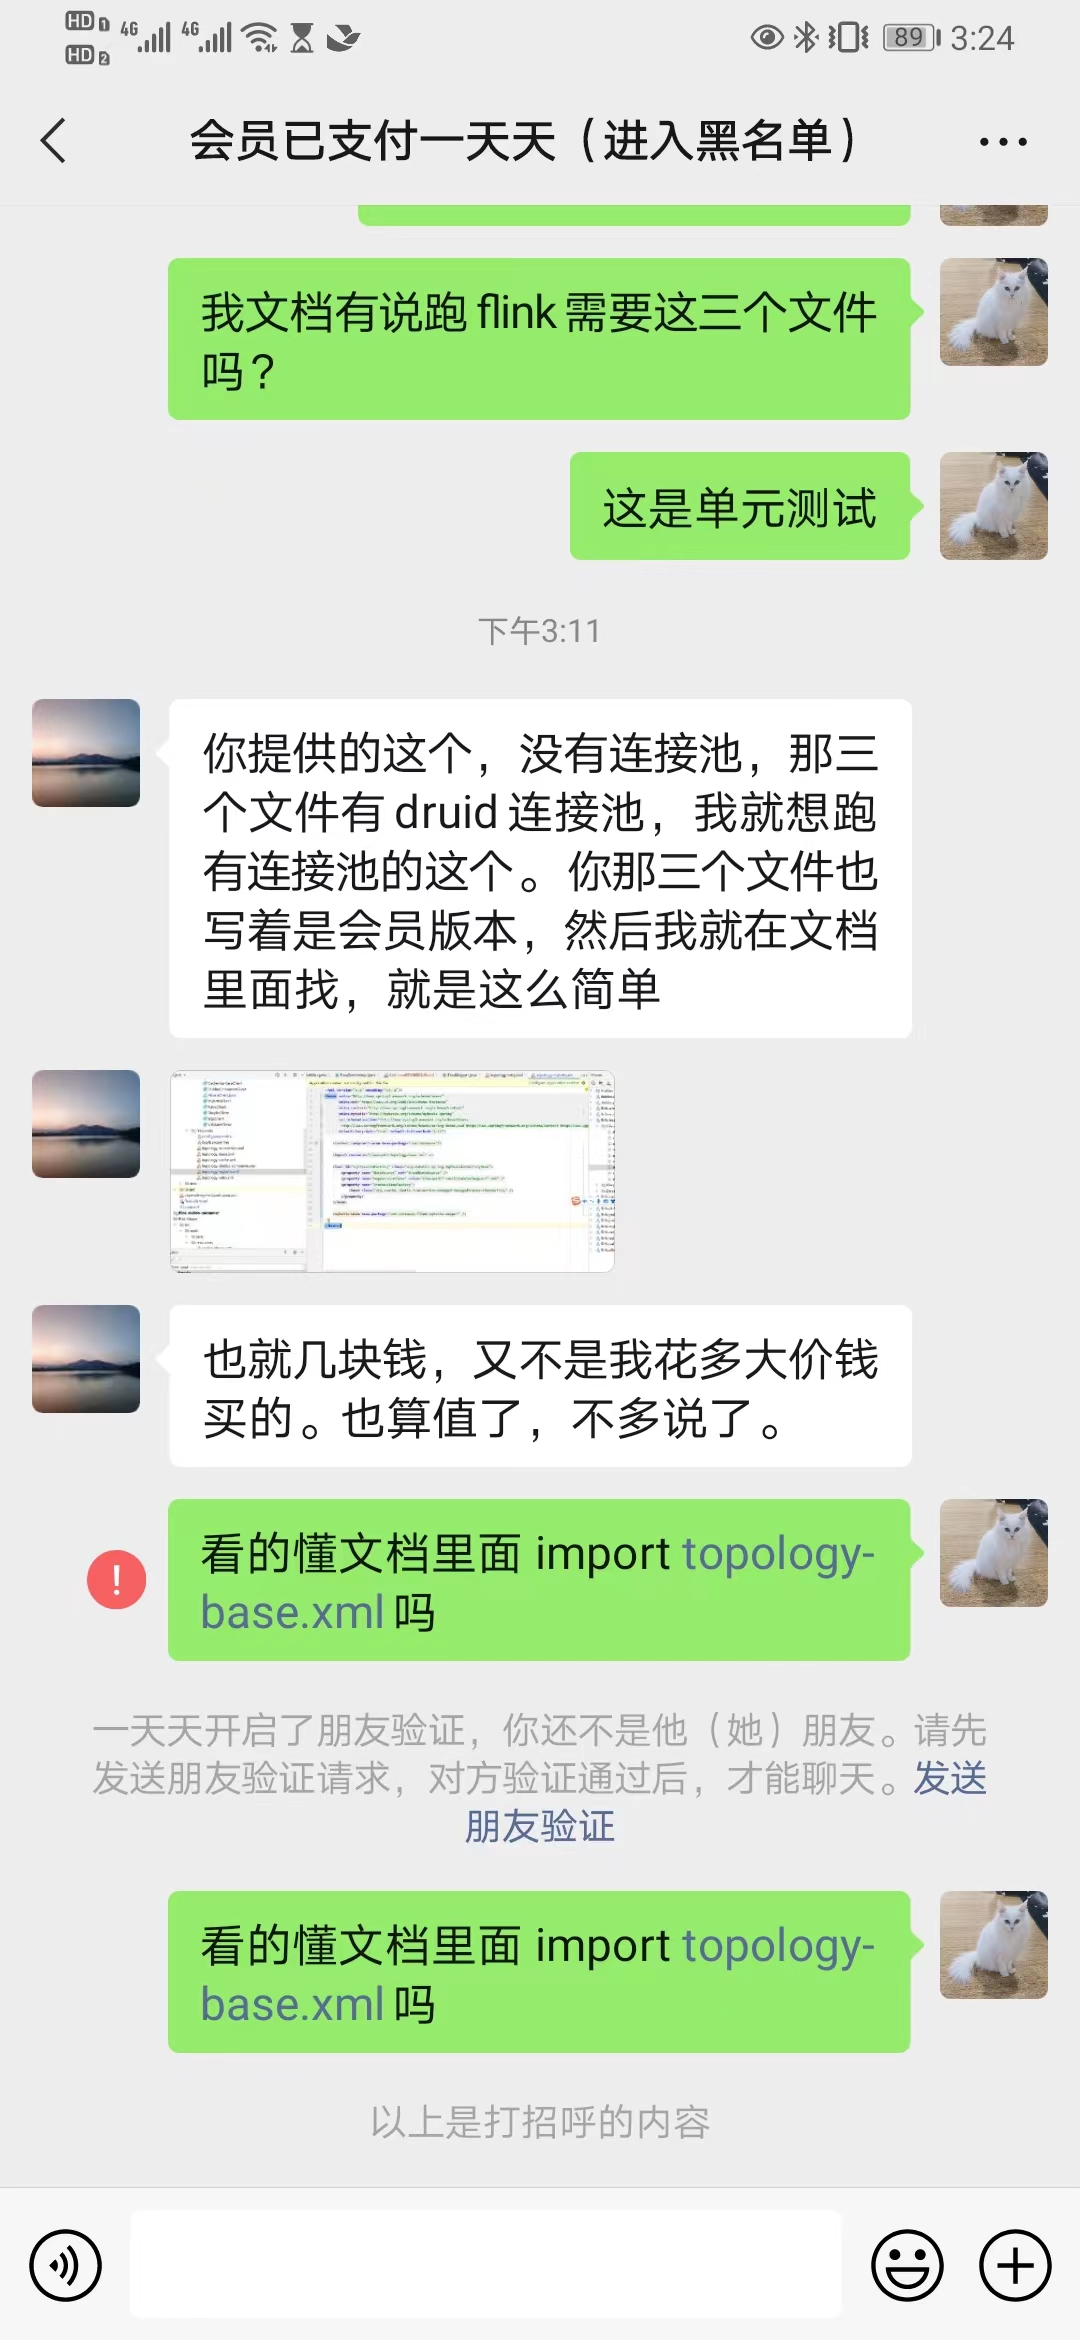 HD 1 4G 4G 89 3:24
HD 2
会员已支付一天天（进入黑名单）
我文档有说跑 flink 需要这三个文件
吗？
这是单元测试
下午3:11
你提供的这个，没有连接池，那三
个文件有 druid 连接池，我就想跑
有连接池的这个。你那三个文件也
写着是会员版本，然后我就在文档
里面找，就是这么简单
也就几块钱，又不是我花多大价钱
买的。也算值了，不多说了。
看的懂文档里面 import topology-
base.xml 吗
一天天开启了朋友验证，你还不是他（她）朋友。请先
发送朋友验证请求，对方验证通过后，才能聊天。发送
朋友验证
看的懂文档里面 import topology-
base.xml 吗
以上是打招呼的内容